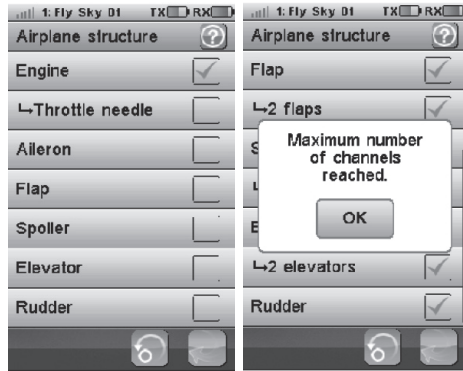 1: Fly Sky 01 TX RX
Airplane structure
Engine
↳Throttle needle
Aileron
Flap
Spoiler
Elevator
Rudder
1: Fly Sky 01 TX RX
Airplane structure
Flap
↳2 flaps
S
Maximum number
of channels
reached.
OK
E
↳2 elevators
Rudder